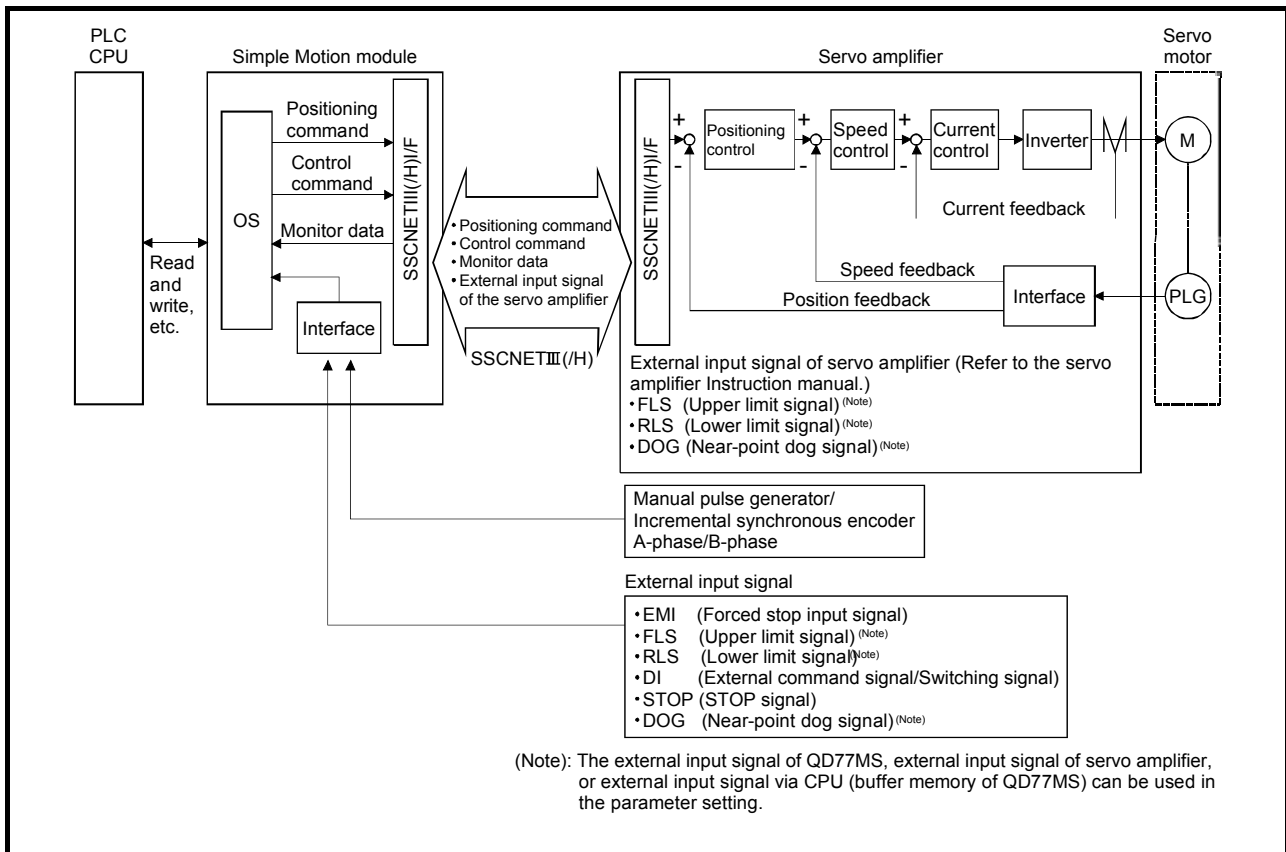 PLC
CPU
Simple Motion module
Servo amplifier
Servo
motor
OS
Positioning
command
Control
command
Monitor data
Interface
SSCNETIII(/H)I/F
Read
and
write,
etc.
• Positioning command
• Control command
• Monitor data
• External input signal
of the servo amplifier
SSCNETⅢ(/H)
SSCNETIII(/H)I/F
+
-
Positioning
control
+
-
Speed
control
+
-
Current
control
Inverter
M
Current feedback
Speed feedback
Position feedback
Interface
PLG
External input signal of servo amplifier (Refer to the servo
amplifier Instruction manual.)
• FLS (Upper limit signal) (Note)
• RLS (Lower limit signal) (Note)
• DOG (Near-point dog signal) (Note)
Manual pulse generator/
Incremental synchronous encoder
A-phase/B-phase
External input signal
• EMI (Forced stop input signal)
• FLS (Upper limit signal) (Note)
• RLS (Lower limit signal) (Note)
• DI (External command signal/Switching signal)
• STOP (STOP signal)
• DOG (Near-point dog signal) (Note)
(Note): The external input signal of QD77MS, external input signal of servo amplifier,
or external input signal via CPU (buffer memory of QD77MS) can be used in
the parameter setting.